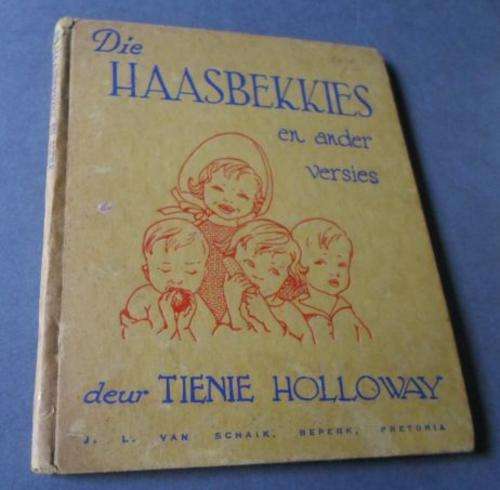 Die
HAASBEKKIES
en ander
versies
deur TIENIE HOLLOWAY
J. L. VAN SCHAIK, BEPERK, PRETORIA